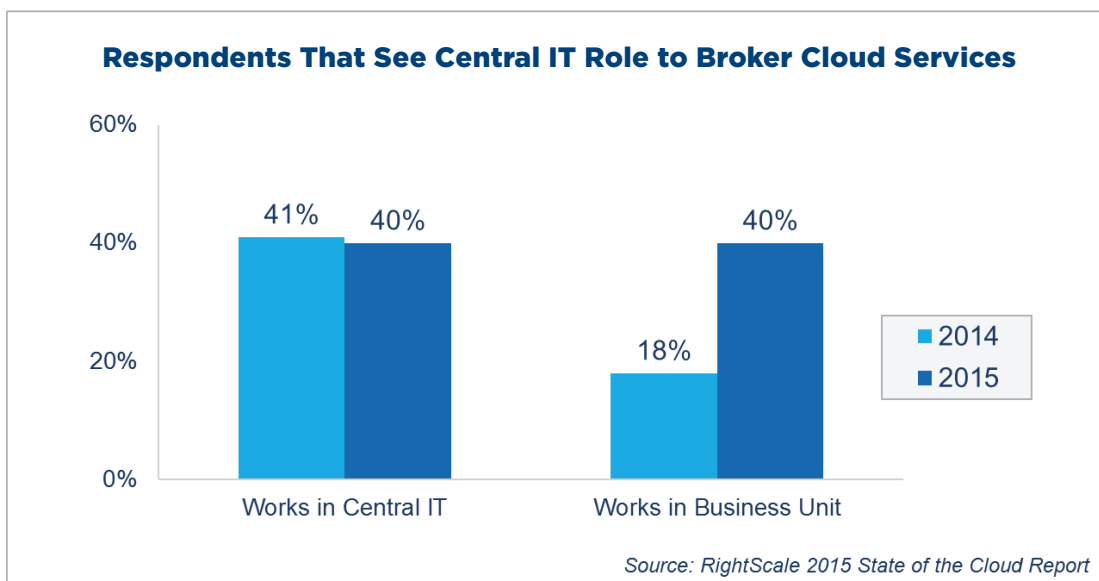 Respondents That See Central IT Role to Broker Cloud Services
60%
40%
20%
0%
41%
40%
18%
40%
Works in Central IT
Works in Business Unit
2014
2015
Source: RightScale 2015 State of the Cloud Report